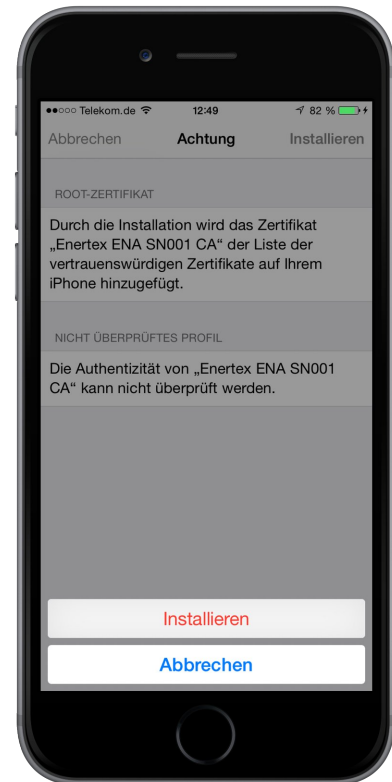 Telekom.de 12:49 82 %
Abbrechen Achtung Installieren
ROOT-ZERTIFIKAT
Durch die Installation wird das Zertifikat
„Enertex ENA SN001 CA“ der Liste der
vertrauenswürdigen Zertifikate auf Ihrem
iPhone hinzugefügt.
NICHT ÜBERPRÜFTES PROFIL
Die Authentizität von „Enertex ENA SN001
CA“ kann nicht überprüft werden.
Installieren
Abbrechen